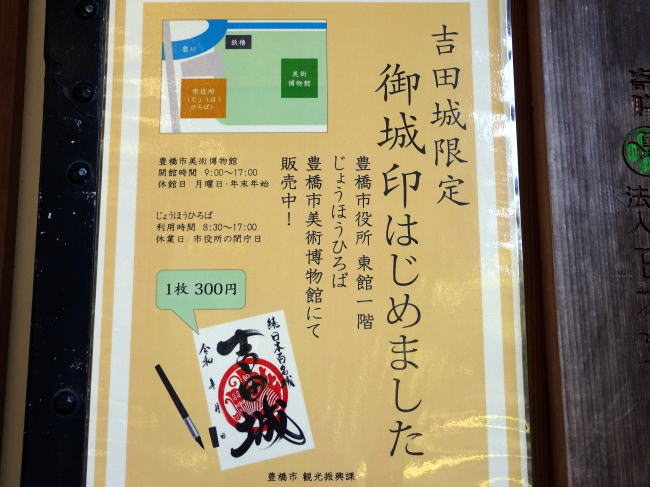 吉田城限定
御城印はじめました
豊橋市役所 東館一階
じょうほうひろば
豊橋市美術博物館にて
販売中！
豊川
鉄櫓
美術
博物館
市役所
(じょうほう
ひろば)
豊橋市美術博物館
開館時間 9:00～17:00
休館日 月曜日・年末年始
じょうほうひろば
利用時間 8:30～17:00
休業日 市役所の閉庁日
1枚 300円
続日本百名城
吉田城
令和 年 月 日
豊橋市 観光振興課
法人